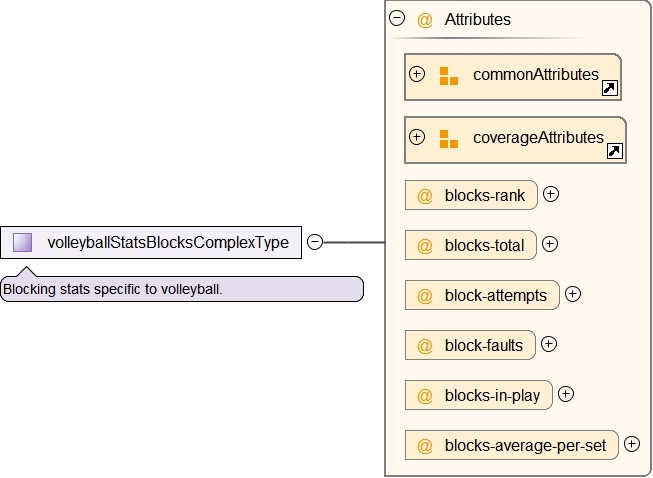 @ Attributes
commonAttributes
coverageAttributes
@ blocks-rank
volleyballStatsBlocksComplexType
@ blocks-total
Blocking stats specific to volleyball.
@ block-attempts
@ block-faults
@ blocks-in-play
@ blocks-average-per-set